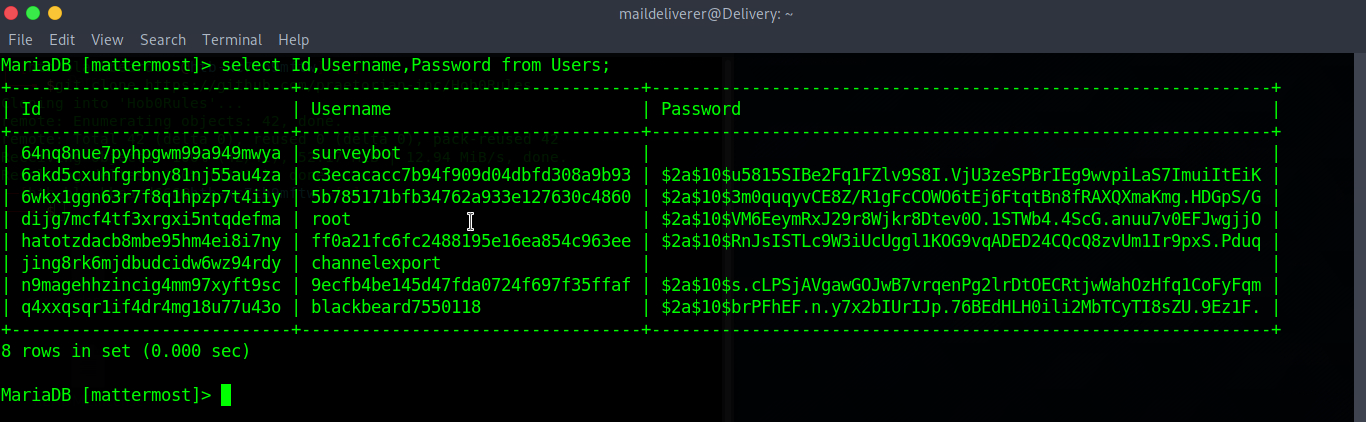 maildeliverer@Delivery: ~
File Edit View Search Terminal Help
MariaDB [mattermost]> select Id,Username,Password from Users;
+----------------------------+----------------------------------+--------------------------------------------------------------+
| Id | Username | Password |
+----------------------------+----------------------------------+--------------------------------------------------------------+
| 64nq8nue7pyhpgwm99a949mwya | surveybot | |
| 6akd5cxuhfgrbny81nj55au4za | c3ecacacc7b94f909d04dbfd308a9b93 | $2a$10$u5815SIBe2Fq1FZlv9S8I.VjU3zeSPBrIEg9wvpiLaS7ImuiItEiK |
| 6wkx1ggn63r7f8q1hpzp7t4iiy | 5b785171bfb34762a933e127630c4860 | $2a$10$3m0quqyvCE8Z/R1gFcCOWO6tEj6FtqtBn8fRAXQXmaKmg.HDGpS/G |
| dijg7mcf4tf3xrgxi5ntqdefma | root | $2a$10$VM6EeymRxJ29r8Wjkr8Dtev0O.1STWb4.4ScG.anuu7v0EFJwgjjO |
| hatotzdacb8mbe95hm4ei8i7ny | ff0a21fc6fc2488195e16ea854c963ee | $2a$10$RnJsISTLc9W3iUcUggl1KOG9vqADED24CQcQ8zvUm1Ir9pxS.Pduq |
| jing8rk6mjdbudcidw6wz94rdy | channelexport | |
| n9magehhzincig4mm97xyft9sc | 9ecfb4be145d47fda0724f697f35ffaf | $2a$10$s.cLPSjAVgawGOJwB7vrqenPg2lrDtOECRtjwWahOzHfq1CoFyFqm |
| q4xxqsqr1if4dr4mg18u77u43o | blackbeard7550118 | $2a$10$brPFhEF.n.y7x2bIUrIJp.76BEdHLH0ili2MbTCyTI8sZU.9Ez1F. |
+----------------------------+----------------------------------+--------------------------------------------------------------+
8 rows in set (0.000 sec)
MariaDB [mattermost]>